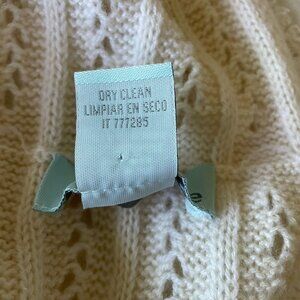 DRY CLEAN
LIMPIAR EN SECO
IT 777285
e